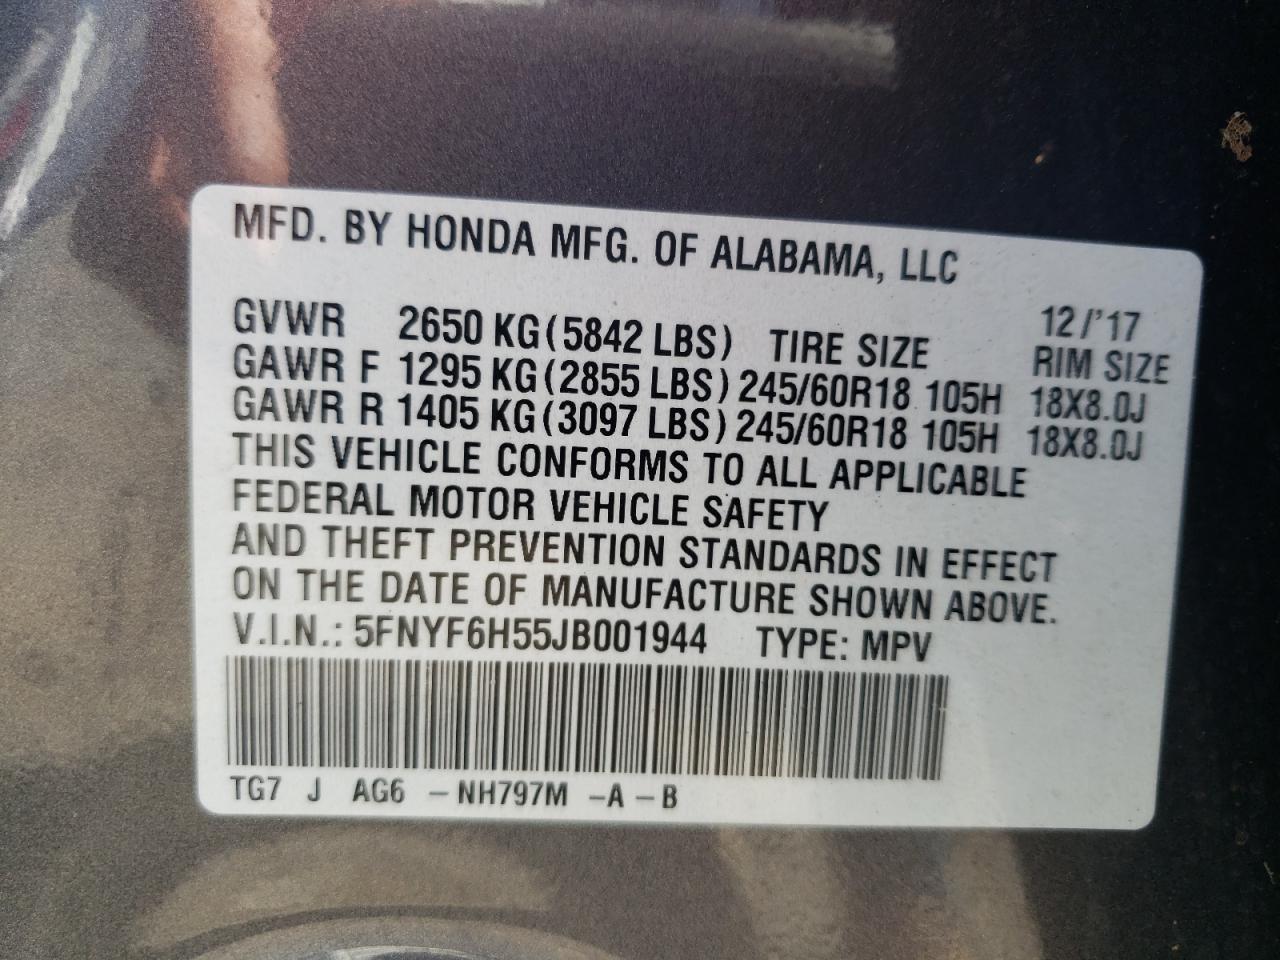 MFD. BY HONDA MFG. OF ALABAMA, LLC
12/'17
GVWR 2650 KG(5842 LBS) TIRE SIZE RIM SIZE
GAWR F 1295 KG(2855 LBS) 245/60R18 105H 18X8.0J
GAWR R 1405 KG(3097 LBS) 245/60R18 105H 18X8.0J
THIS VEHICLE CONFORMS TO ALL APPLICABLE
FEDERAL MOTOR VEHICLE SAFETY
AND THEFT PREVENTION STANDARDS IN EFFECT
ON THE DATE OF MANUFACTURE SHOWN ABOVE.
V.I.N.: 5FNYF6H55JB001944 TYPE: MPV
TG7 J AG6 -NH797M -A-B